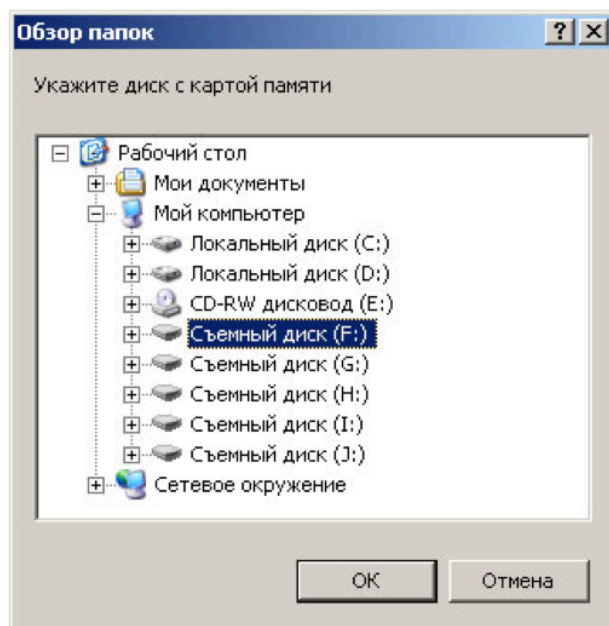 Обзор папок
Укажите диск с картой памяти
Рабочий стол
Мои документы
Мой компьютер
Локальный диск (C:)
Локальный диск (D:)
CD-RW дисковод (E:)
Съемный диск (F:)
Съемный диск (G:)
Съемный диск (H:)
Съемный диск (I:)
Съемный диск (J:)
Сетевое окружение
ОК Отмена